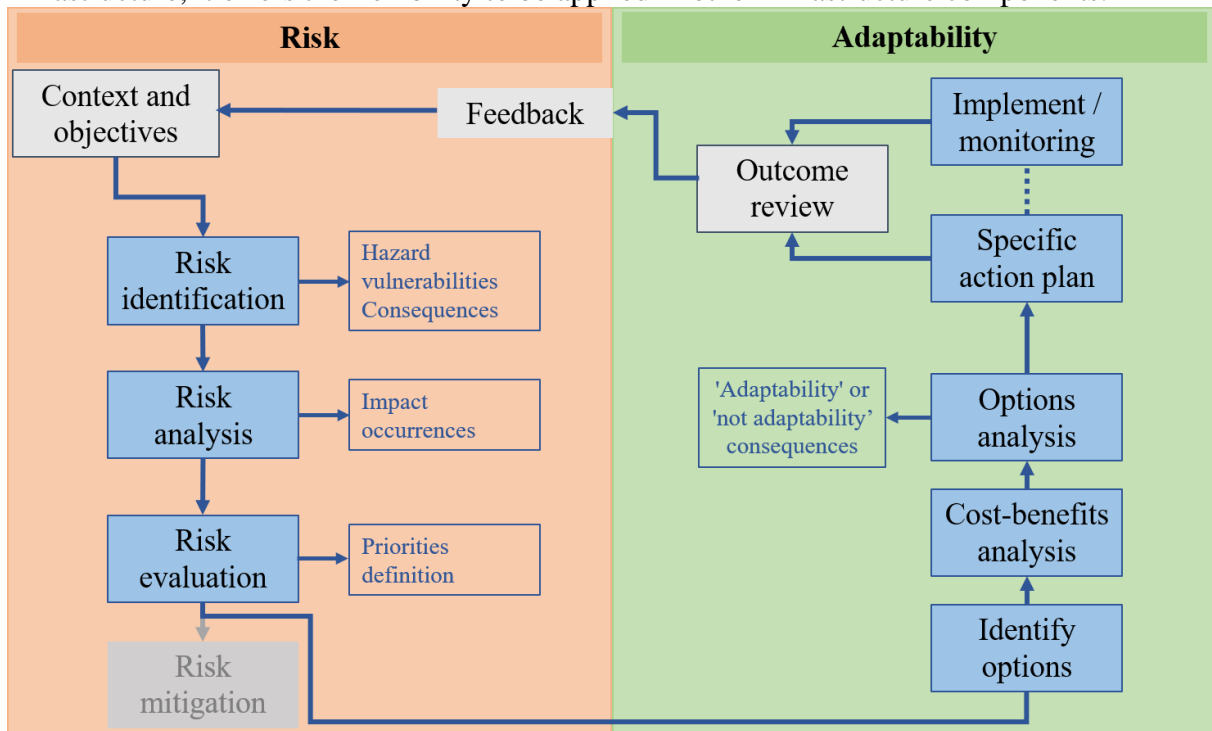 Risk
Context and
objectives
Feedback
Risk
identification
Hazard
vulnerabilities
Consequences
Risk
analysis
Impact
occurrences
Risk
evaluation
Priorities
definition
Risk
mitigation
Adaptability
Implement /
monitoring
Outcome
review
Specific
action plan
'Adaptability' or
'not adaptability’
consequences
Options
analysis
Cost-benefits
analysis
Identify
options